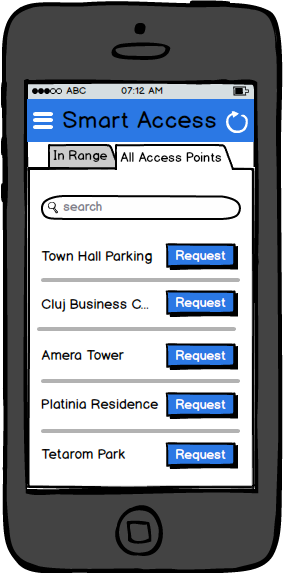 ABC 07:12 AM
Smart Access
In Range All Access Points
search
Town Hall Parking Request
Cluj Business C... Request
Amera Tower Request
Platinia Residence Request
Tetarom Park Request